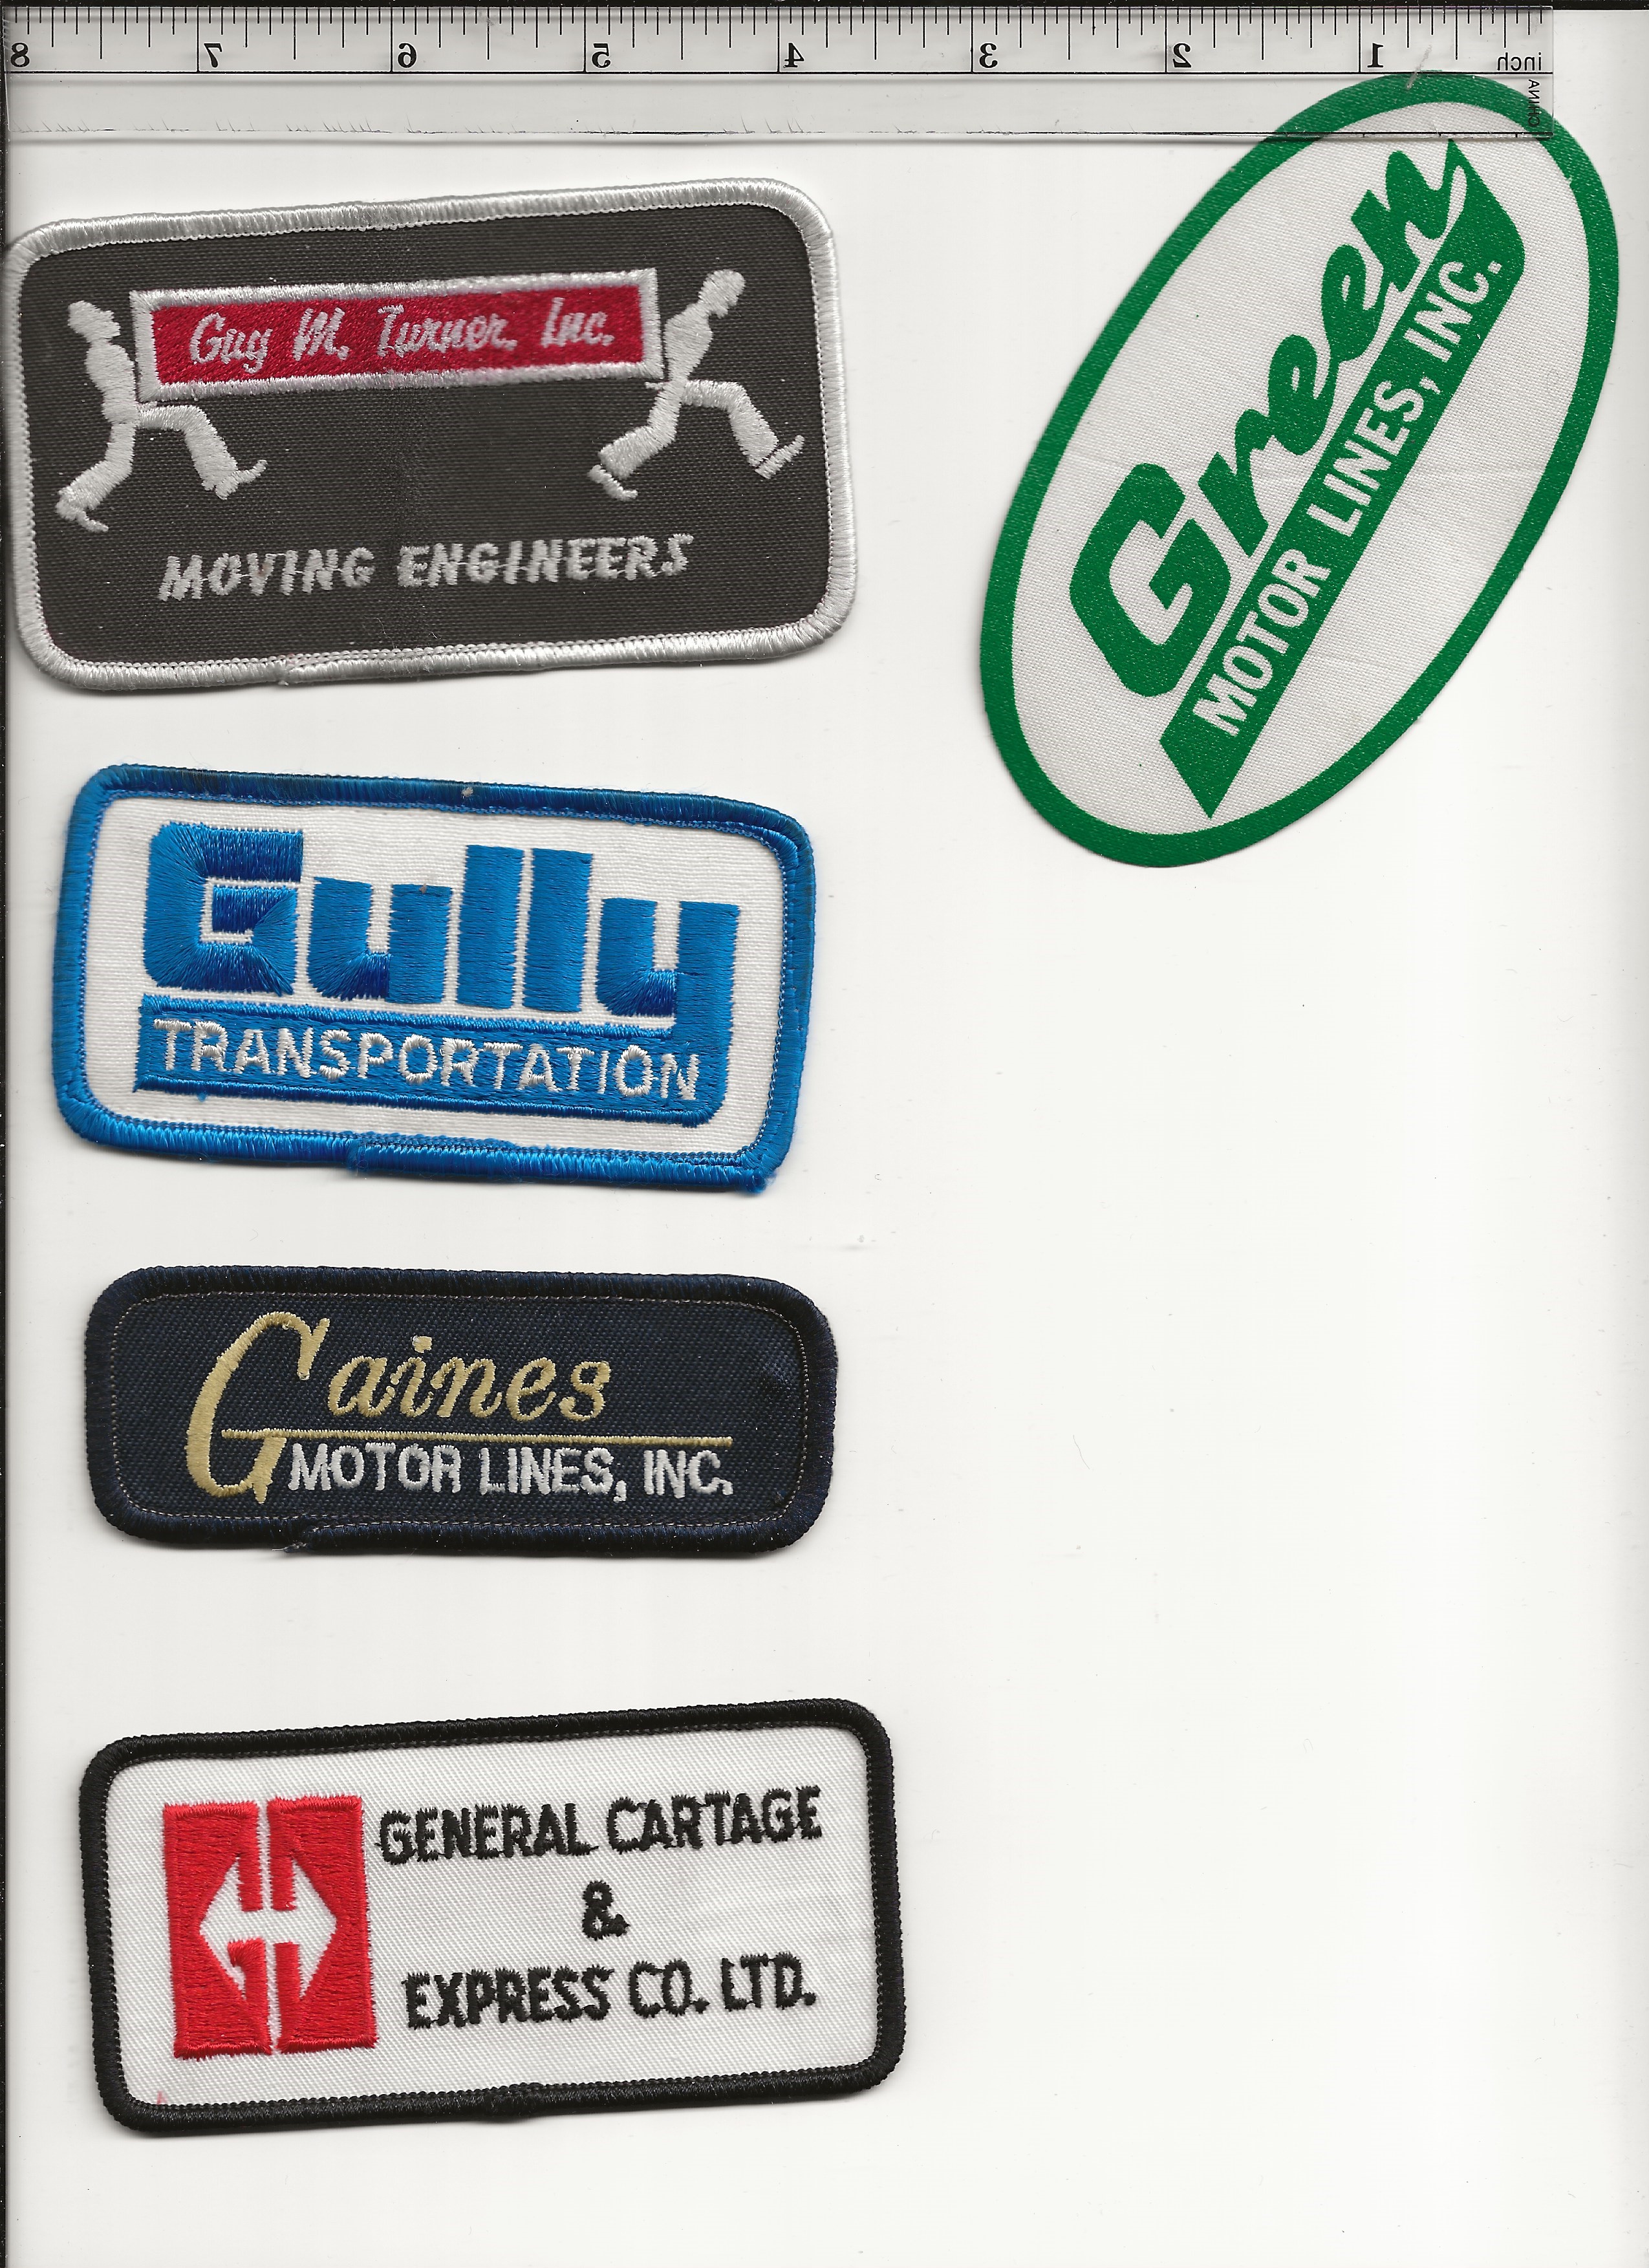 8 7 6 5 4 3 2 1 inch
CHINA
Guy M. Turner, Inc.
MOVING ENGINEERS
Green
MOTOR LINES, INC.
Gully
TRANSPORTATION
Gaines
MOTOR LINES, INC.
GENERAL CARTAGE
&
EXPRESS CO. LTD.